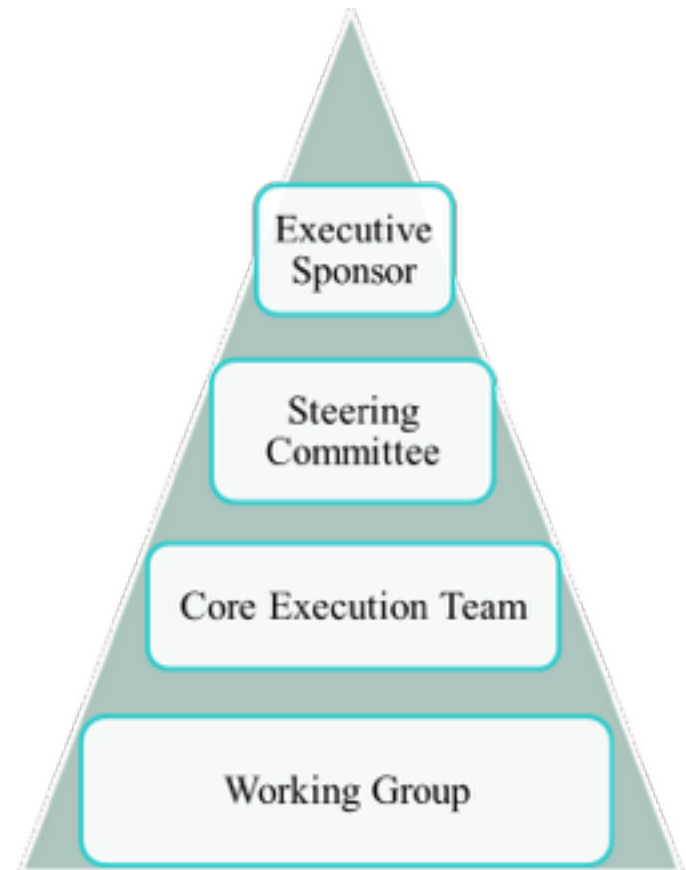 Executive
Sponsor
Steering
Committee
Core Execution Team
Working Group